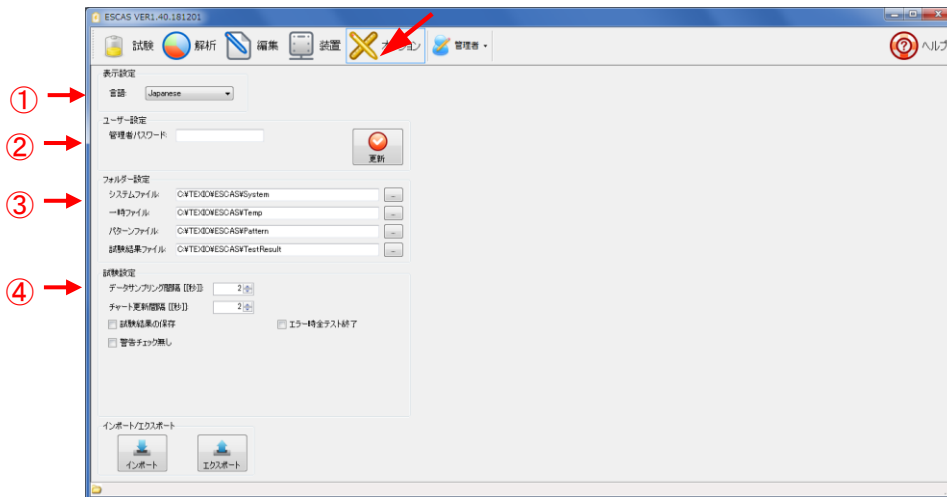 ESCAS VER1.40.181201
試験 解析 編集 装置 オプション 管理者 ヘルプ
表示設定
① 言語: Japanese
ユーザー設定
② 管理者パスワード:
更新
フォルダー設定
③ システムファイル: C:¥TEXIO¥ESCAS¥System ...
一時ファイル: C:¥TEXIO¥ESCAS¥Temp ...
パターンファイル: C:¥TEXIO¥ESCAS¥Pattern ...
試験結果ファイル: C:¥TEXIO¥ESCAS¥TestResult ...
試験設定
④ データサンプリング間隔 [[秒]]: 2
チャート更新間隔 [[秒]]: 2
試験結果の保存 エラー時全テスト終了
警告チェック無し
インポート/エクスポート
インポート エクスポート